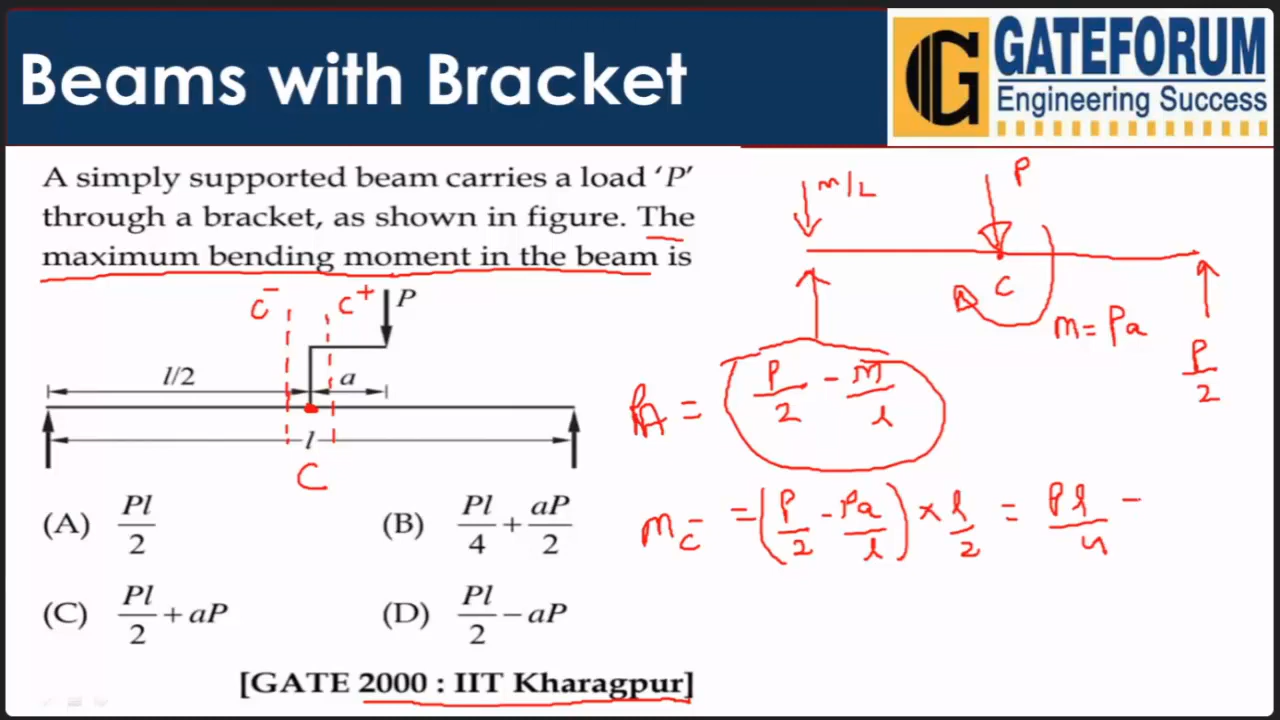 Beams with Bracket
GATEFORUM
Engineering Success
A simply supported beam carries a load ‘P’
through a bracket, as shown in figure. The
maximum bending moment in the beam is
C⁻ C⁺ P
l/2 a
l
C
(A) Pl/2
(B) Pl/4 + aP/2
(C) Pl/2 + aP
(D) Pl/2 − aP
[GATE 2000 : IIT Kharagpur]
m/L P
C
m = Pa
P/2
RA = P/2 − m/l
mc⁻ = (P/2 − Pa/l) × l/2 = Pl/4 −